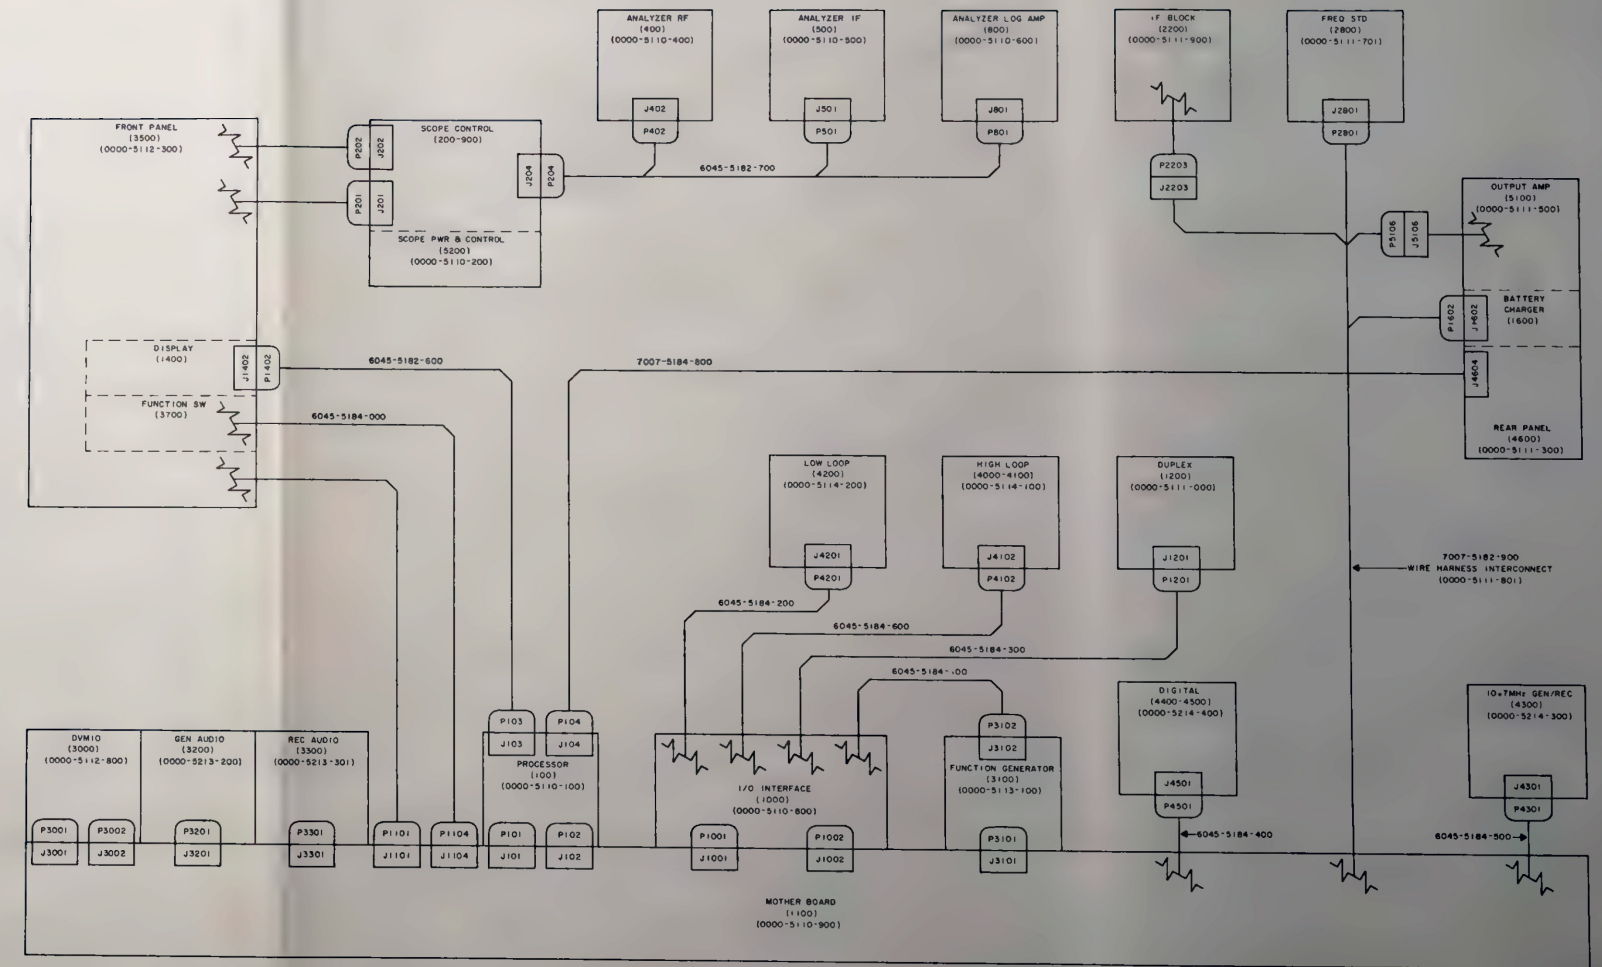 ANALYZER RF
(400)
(0000-5110-400)
J402
P402
ANALYZER IF
(500)
(0000-5110-500)
J501
P501
ANALYZER LOG AMP
(800)
(0000-5110-600)
J801
P801
IF BLOCK
(2200)
(0000-5111-900)
P2203
J2203
FREQ STD
(2800)
(0000-5111-701)
J2801
P2801
FRONT PANEL
(3500)
(0000-5112-300)
P202
J202
P201
J201
SCOPE CONTROL
(200-900)
J204
P204
6045-5182-700
SCOPE PWR & CONTROL
(5200)
(0000-5110-200)
OUTPUT AMP
(5100)
(0000-5111-500)
P5106
J5106
BATTERY
CHARGER
(1600)
P1602
J1602
J4604
REAR PANEL
(4600)
(0000-5111-300)
DISPLAY
(1400)
J1402
P1402
6045-5182-600
7007-5184-800
FUNCTION SW
(3700)
6045-5184-000
LOW LOOP
(4200)
(0000-5114-200)
J4201
P4201
HIGH LOOP
(4000-4100)
(0000-5114-100)
J4102
P4102
DUPLEX
(1200)
(0000-5111-000)
J1201
P1201
7007-5182-900
WIRE HARNESS INTERCONNECT
(0000-5111-801)
6045-5184-200
6045-5184-600
6045-5184-300
DIGITAL
(4400-4500)
(0000-5214-400)
J4501
P4501
6045-5184-400
10.7MHz GEN/REC
(4300)
(0000-5214-300)
J4301
P4301
6045-5184-500
DVMIO
(3000)
(0000-5112-800)
P3001
J3001
P3002
J3002
GEN AUDIO
(3200)
(0000-5213-200)
P3201
J3201
REC AUDIO
(3300)
(0000-5213-301)
P3301
J3301
P1101
J1101
P1104
J1104
P103
J103
P104
J104
PROCESSOR
(100)
(0000-5110-100)
P101
J101
P102
J102
I/O INTERFACE
(1000)
(0000-5110-800)
P1001
J1001
P1002
J1002
P3102
J3102
FUNCTION GENERATOR
(3100)
(0000-5113-100)
P3101
J3101
MOTHER BOARD
(1100)
(0000-5110-900)